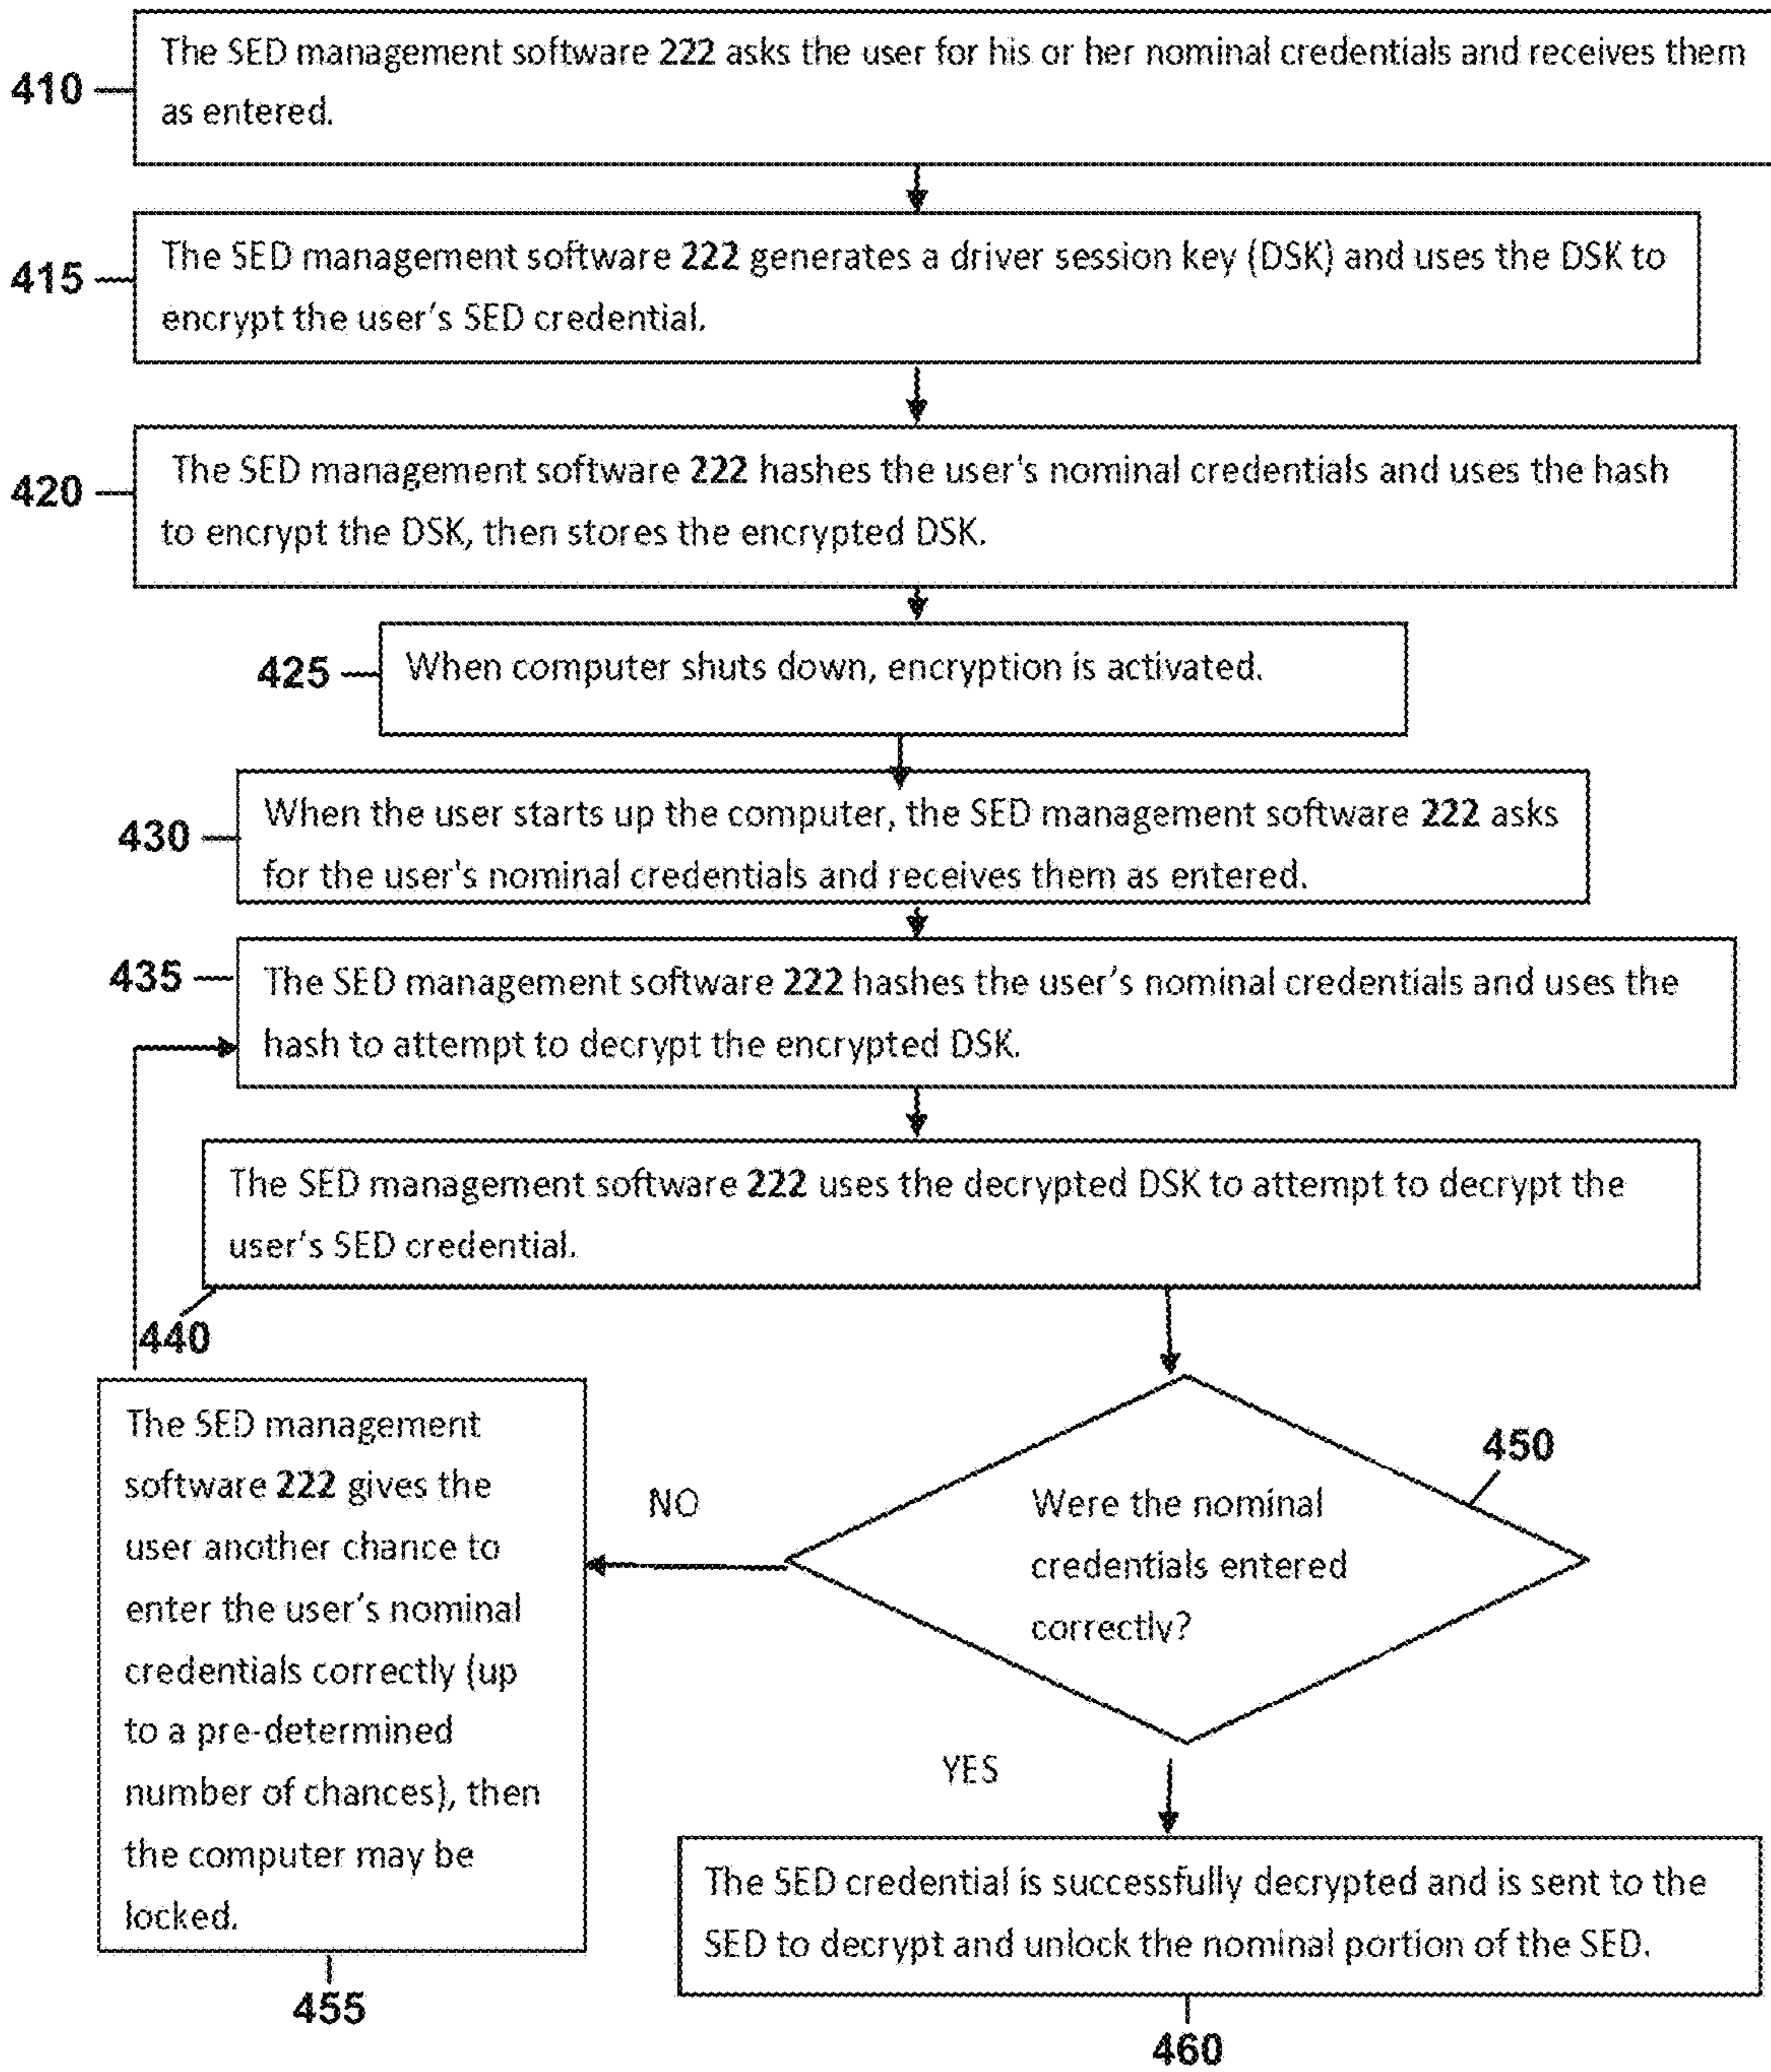 The SED management software 222 asks the user for his or her nominal credentials and receives them
as entered.
410
The SED management software 222 generates a driver session key (DSK) and uses the DSK to
encrypt the user's SED credential.
415
The SED management software 222 hashes the user's nominal credentials and uses the hash
to encrypt the DSK, then stores the encrypted DSK.
420
When computer shuts down, encryption is activated.
425
When the user starts up the computer, the SED management software 222 asks
for the user's nominal credentials and receives them as entered.
430
The SED management software 222 hashes the user's nominal credentials and uses the
hash to attempt to decrypt the encrypted DSK.
435
The SED management software 222 uses the decrypted DSK to attempt to decrypt the
user's SED credential.
440
Were the nominal
credentials entered
correctly?
450
NO
The SED management
software 222 gives the
user another chance to
enter the user's nominal
credentials correctly (up
to a pre-determined
number of chances), then
the computer may be
locked.
455
YES
The SED credential is successfully decrypted and is sent to the
SED to decrypt and unlock the nominal portion of the SED.
460